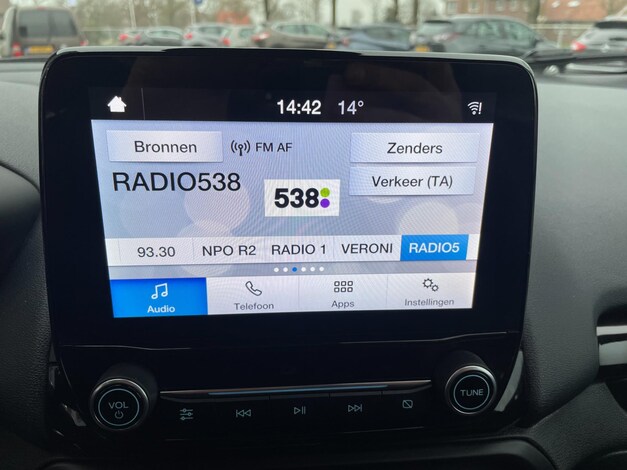 14:42 14°
Bronnen FM AF Zenders
RADIO538 538 Verkeer (TA)
93.30 NPO R2 RADIO 1 VERONI RADIO5
Audio Telefoon Apps Instellingen
VOL TUNE